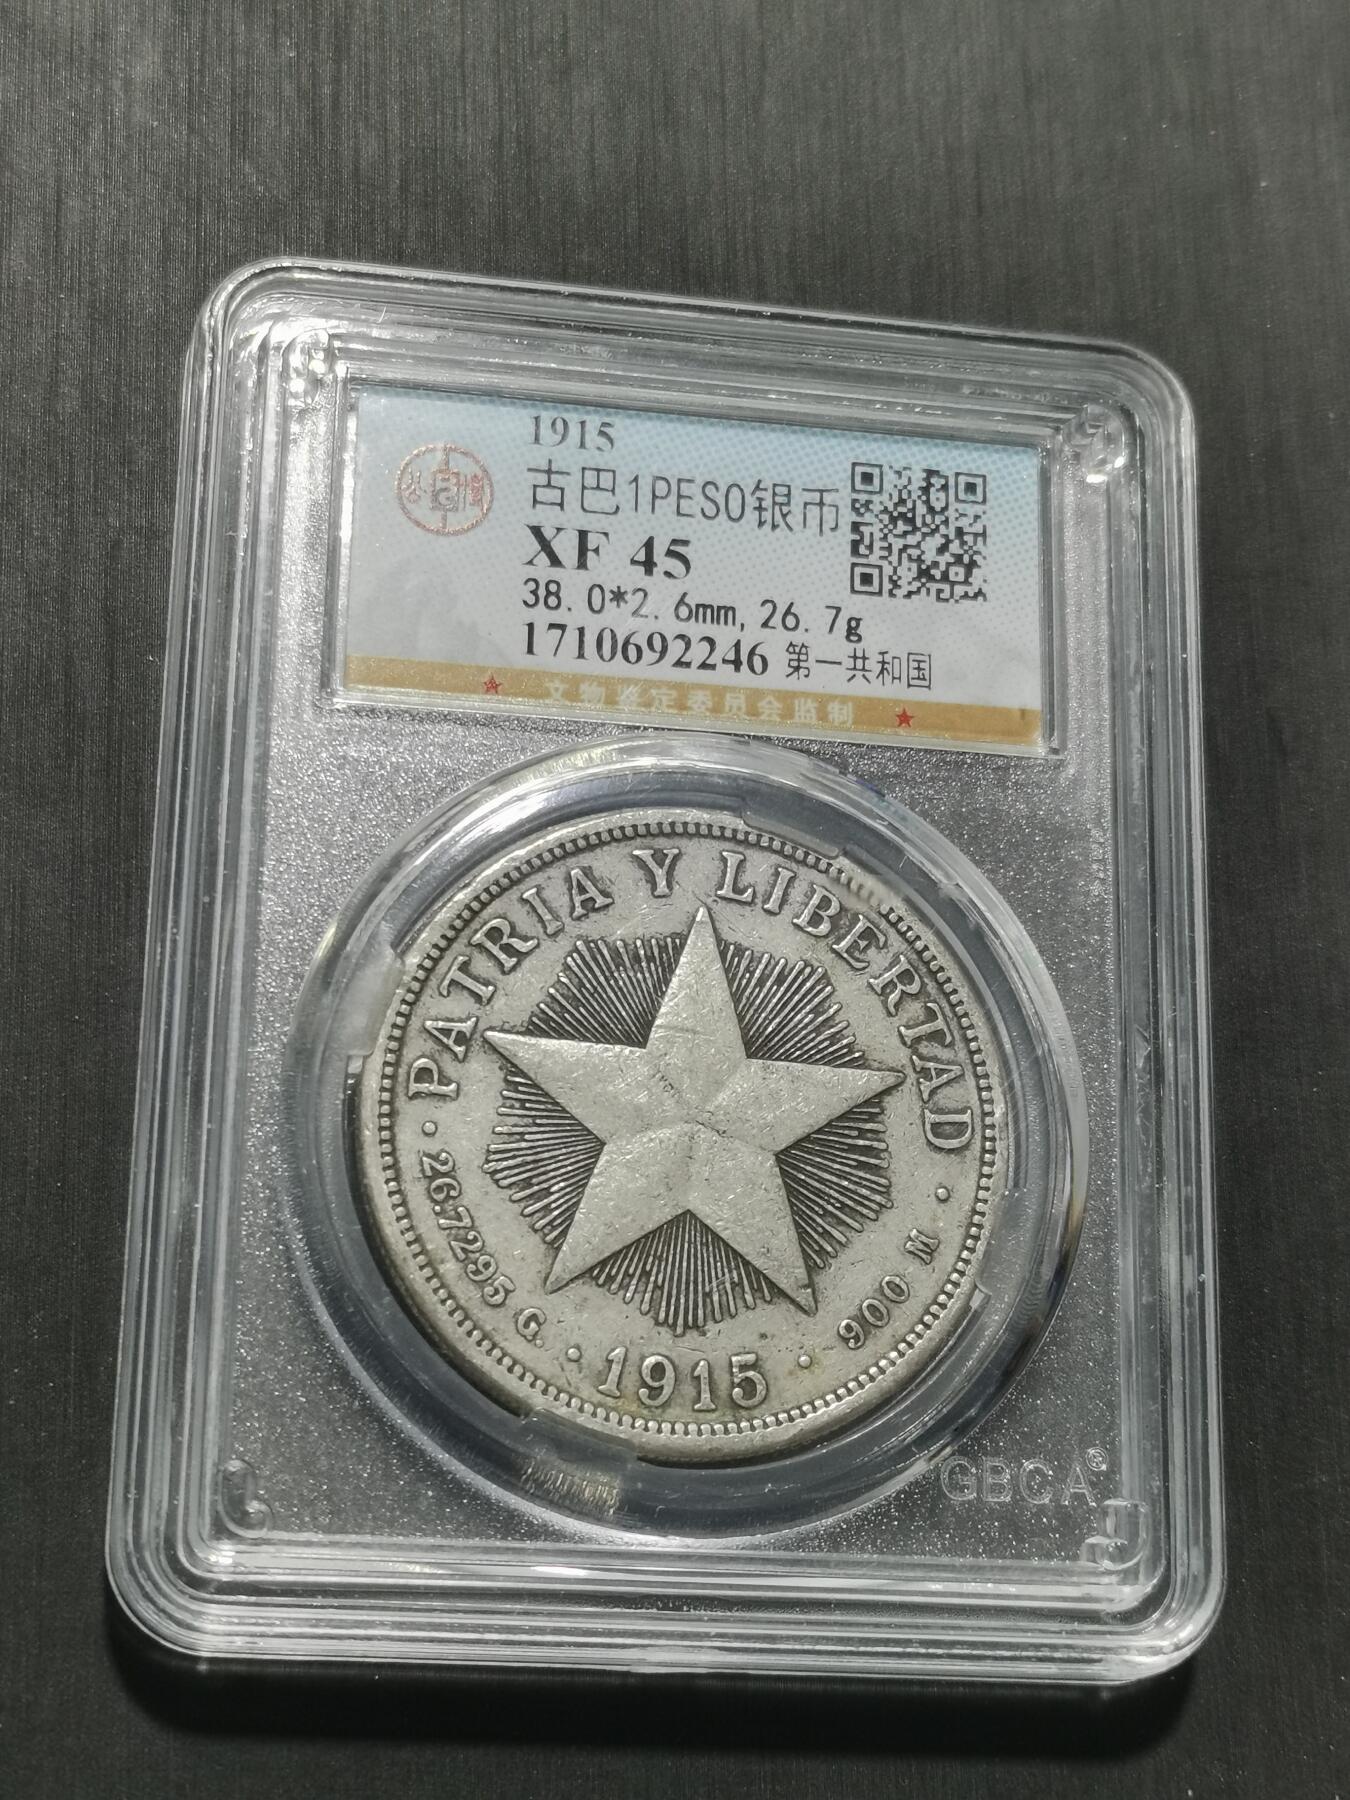 1915
古巴1PESO银币
XF 45
38.0*2.6mm,26.7g
1710692246 第一共和国
文物鉴定委员会监制
PATRIA Y LIBERTAD
26.7295 G. · 1915 · 900 M
GBCA®